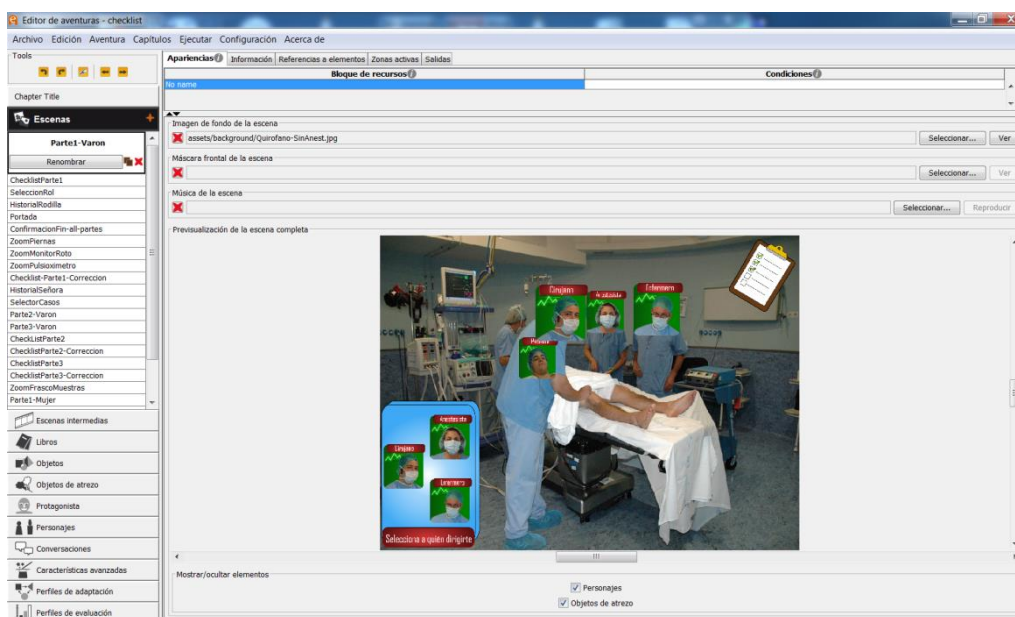 Editor de aventuras - checklist
Archivo Edición Aventura Capítulos Ejecutar Configuración Acerca de
Tools
Chapter Title
Escenas
Parte1-Varon
Renombrar
ChecklistParte1
SeleccionRol
HistorialRodilla
Portada
ConfirmacionFin-all-partes
ZoomPiernas
ZoomMonitorRoto
ZoomPulsioximetro
Checklist-Parte1-Correccion
HistorialSeñora
SelectorCasos
Parte2-Varon
Parte3-Varon
CheckListParte2
ChecklistParte2-Correccion
ChecklistParte3
ChecklistParte3-Correccion
ZoomFrascoMuestras
Parte1-Mujer
Escenas intermedias
Libros
Objetos
Objetos de atrezo
Protagonista
Personajes
Conversaciones
Características avanzadas
Perfiles de adaptación
Perfiles de evaluación
Apariencias Información Referencias a elementos Zonas activas Salidas
Bloque de recursos Condiciones
No name
Imagen de fondo de la escena
assets/background/Quirofano-SinAnest.jpg Seleccionar... Ver
Máscara frontal de la escena
Seleccionar... Ver
Música de la escena
Seleccionar... Reproducir
Previsualización de la escena completa
Cirujano
Anestesista
Enfermero
Paciente
Anestesista
Cirujano
Enfermero
Selecciona a quién dirigirte
Mostrar/ocultar elementos
Personajes
Objetos de atrezo